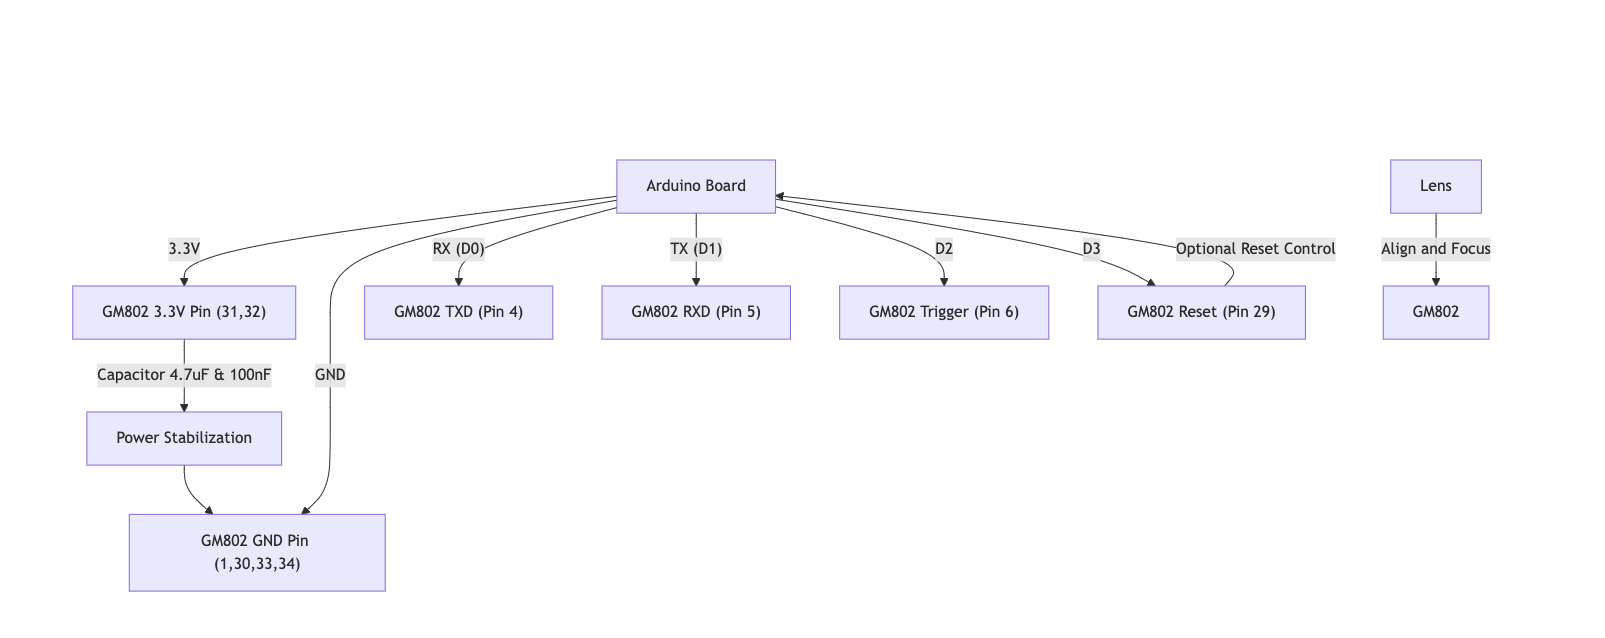 Arduino Board
Lens
3.3V
RX (D0)
TX (D1)
D2
D3
Optional Reset Control
Align and Focus
GM802 3.3V Pin (31,32)
GM802 TXD (Pin 4)
GM802 RXD (Pin 5)
GM802 Trigger (Pin 6)
GM802 Reset (Pin 29)
GM802
Capacitor 4.7uF & 100nF
GND
Power Stabilization
GM802 GND Pin
(1,30,33,34)